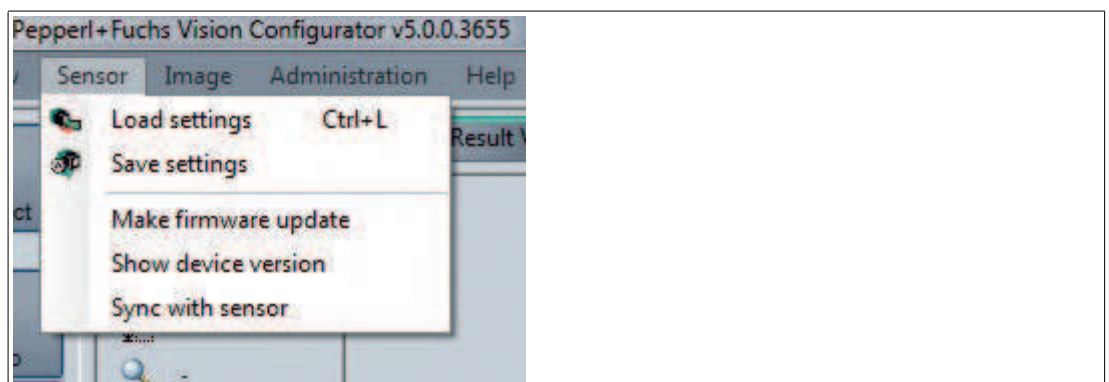 Pepperl+Fuchs Vision Configurator v5.0.0.3655
Sensor Image Administration Help
Load settings Ctrl+L
Result
Save settings
ct
Make firmware update
Show device version
Sync with sensor